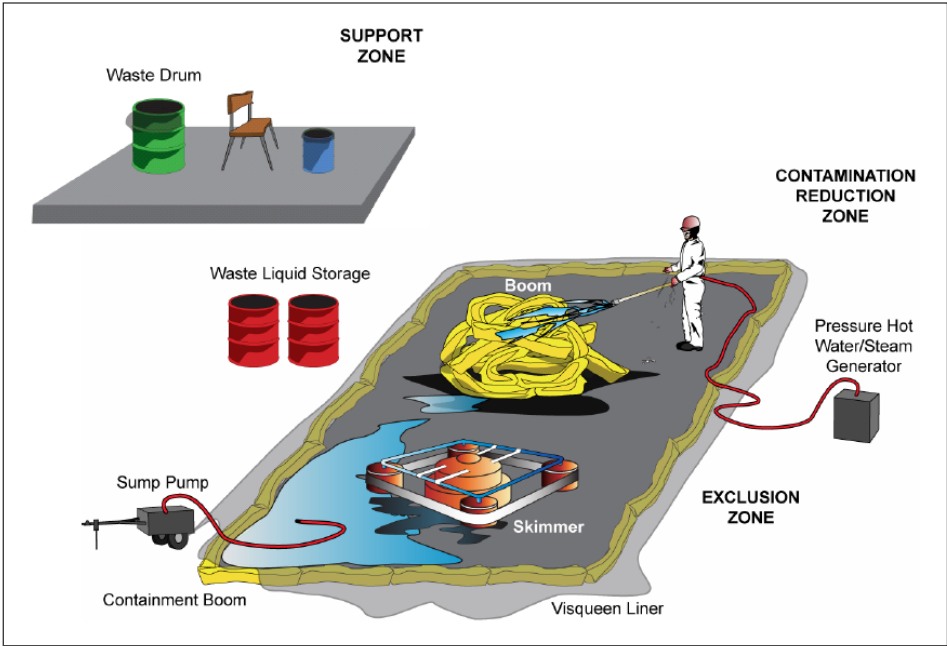 SUPPORT
ZONE
Waste Drum
CONTAMINATION
REDUCTION
ZONE
Waste Liquid Storage
Boom
Pressure Hot
Water/Steam
Generator
Sump Pump
EXCLUSION
ZONE
Skimmer
Containment Boom
Visqueen Liner